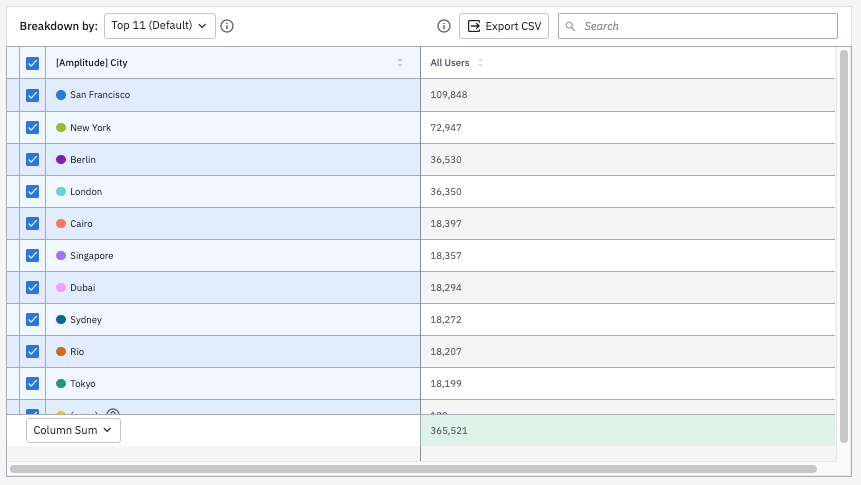 Breakdown by: Top 11 (Default) Export CSV Search
[Amplitude] City All Users
San Francisco 109,848
New York 72,947
Berlin 36,530
London 36,350
Cairo 18,397
Singapore 18,357
Dubai 18,294
Sydney 18,272
Rio 18,207
Tokyo 18,199
Column Sum 365,521